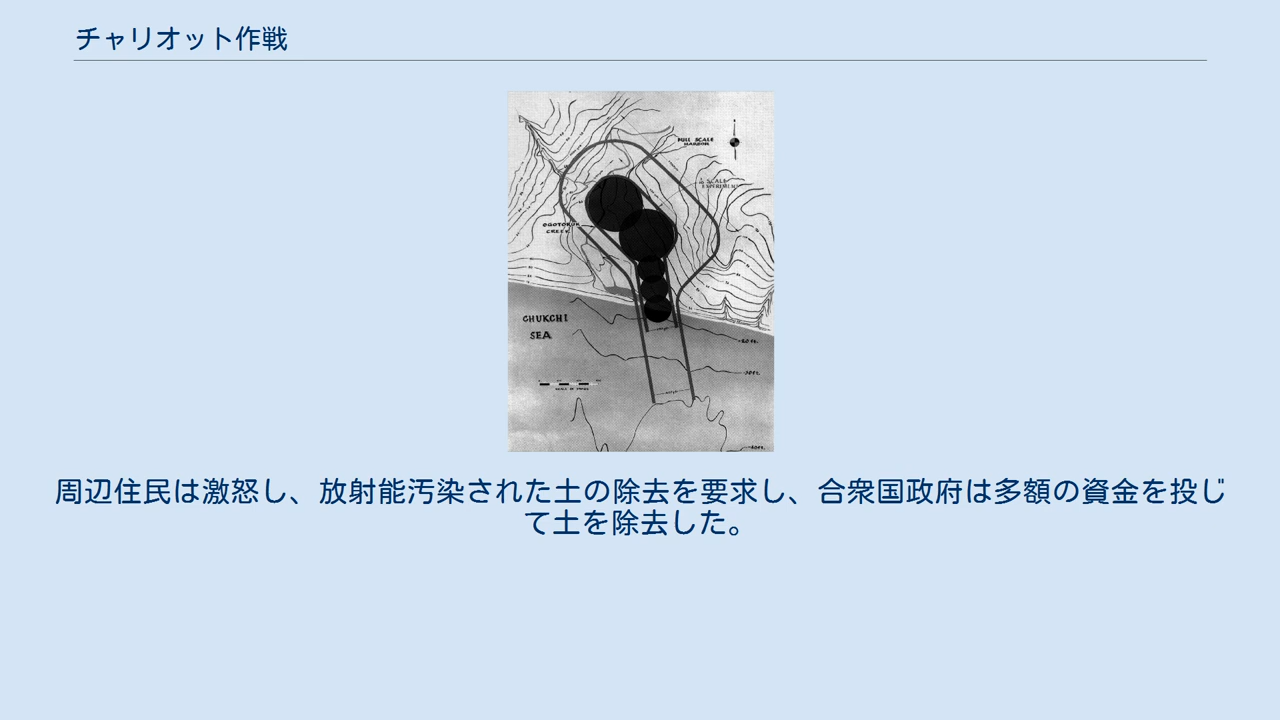 チャリオット作戦
FULL SCALE
HARBOR
SCALE
EXPERIMENT
OGOTORUK
CREEK
CHUKCHI
SEA
周辺住民は激怒し、放射能汚染された土の除去を要求し、合衆国政府は多額の資金を投じ
て土を除去した。